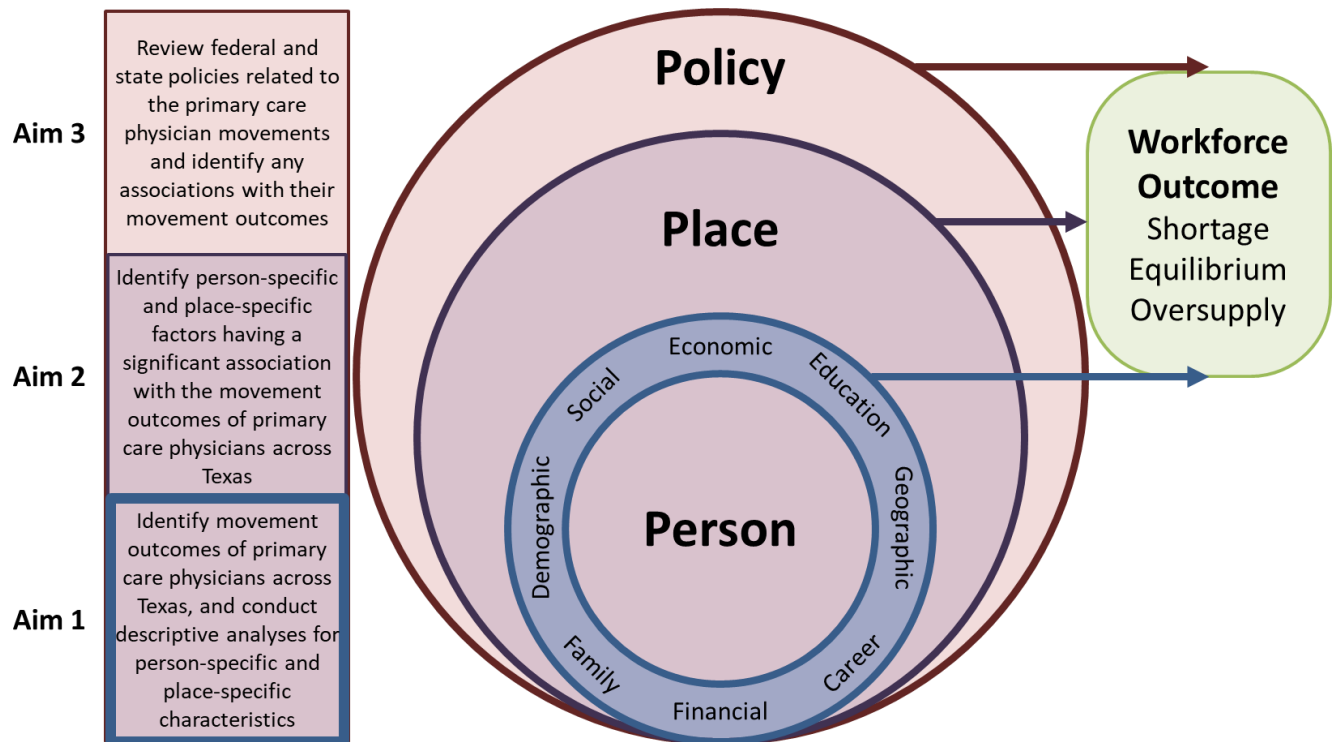 Aim 3
Review federal and
state policies related to
the primary care
physician movements
and identify any
associations with their
movement outcomes
Aim 2
Identify person-specific
and place-specific
factors having a
significant association
with the movement
outcomes of primary
care physicians across
Texas
Aim 1
Identify movement
outcomes of primary
care physicians across
Texas, and conduct
descriptive analyses for
person-specific and
place-specific
characteristics
Policy
Place
Person
Economic
Education
Geographic
Career
Financial
Family
Demographic
Social
Workforce
Outcome
Shortage
Equilibrium
Oversupply